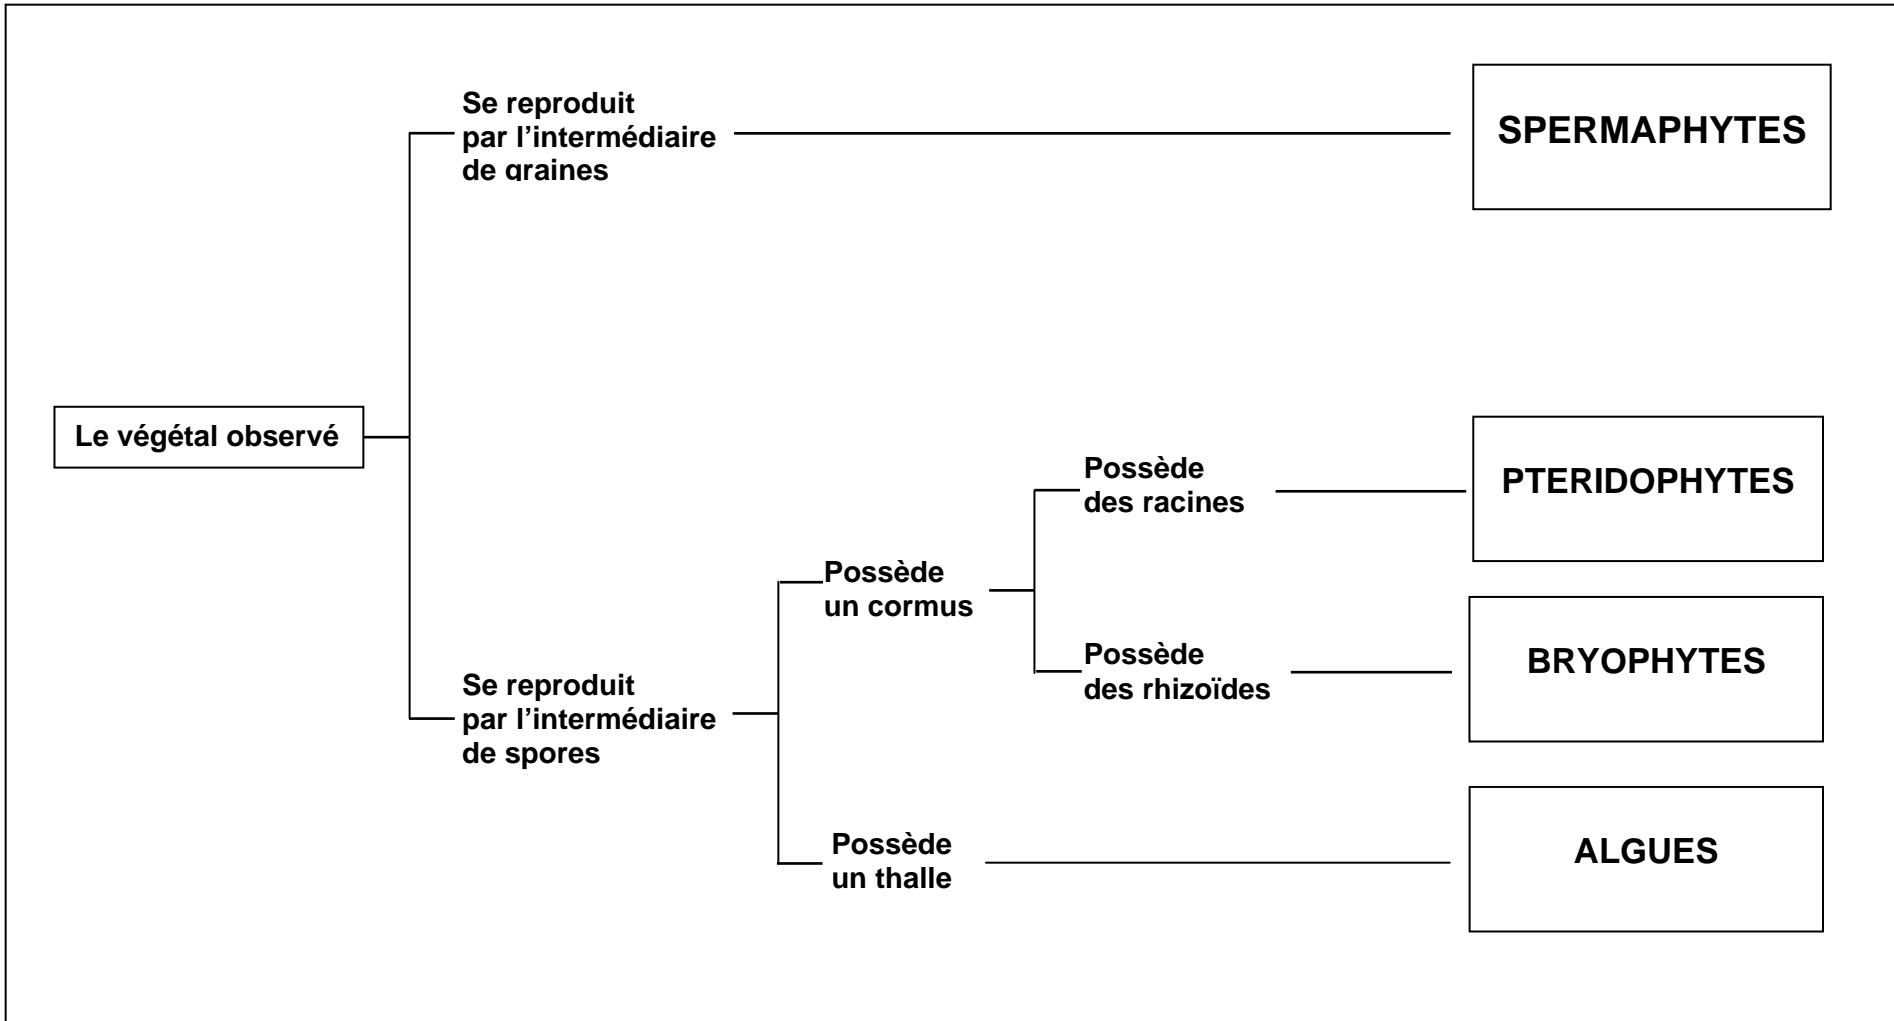 Se reproduit
par l’intermédiaire
de graines
SPERMAPHYTES
Le végétal observé
Possède
des racines
PTERIDOPHYTES
Possède
un cormus
Possède
des rhizoïdes
BRYOPHYTES
Se reproduit
par l’intermédiaire
de spores
Possède
un thalle
ALGUES